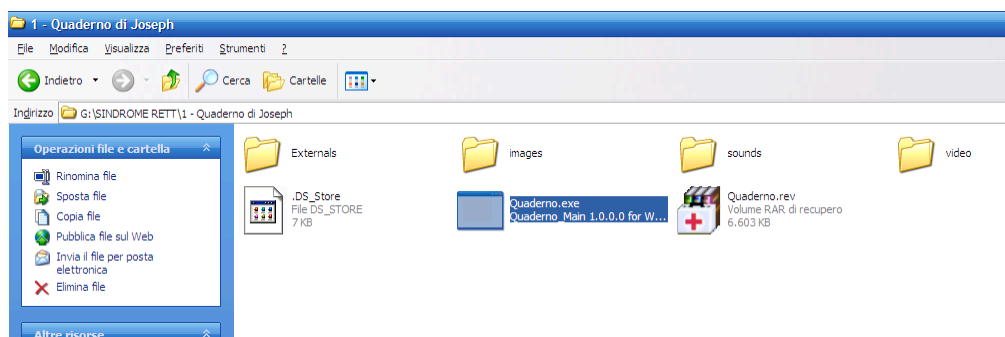 1 - Quaderno di Joseph
File Modifica Visualizza Preferiti Strumenti ?
Indietro Cerca Cartelle
Indirizzo G:\SINDROME RETT\1 - Quaderno di Joseph
Operazioni file e cartella
Rinomina file
Sposta file
Copia file
Pubblica file sul Web
Invia il file per posta
elettronica
Elimina file
Altre risorse
Externals
images
sounds
video
.DS_Store
File DS_STORE
7 KB
Quaderno.exe
Quaderno_Main 1.0.0.0 for W...
Quaderno.rev
Volume RAR di recupero
6.603 KB